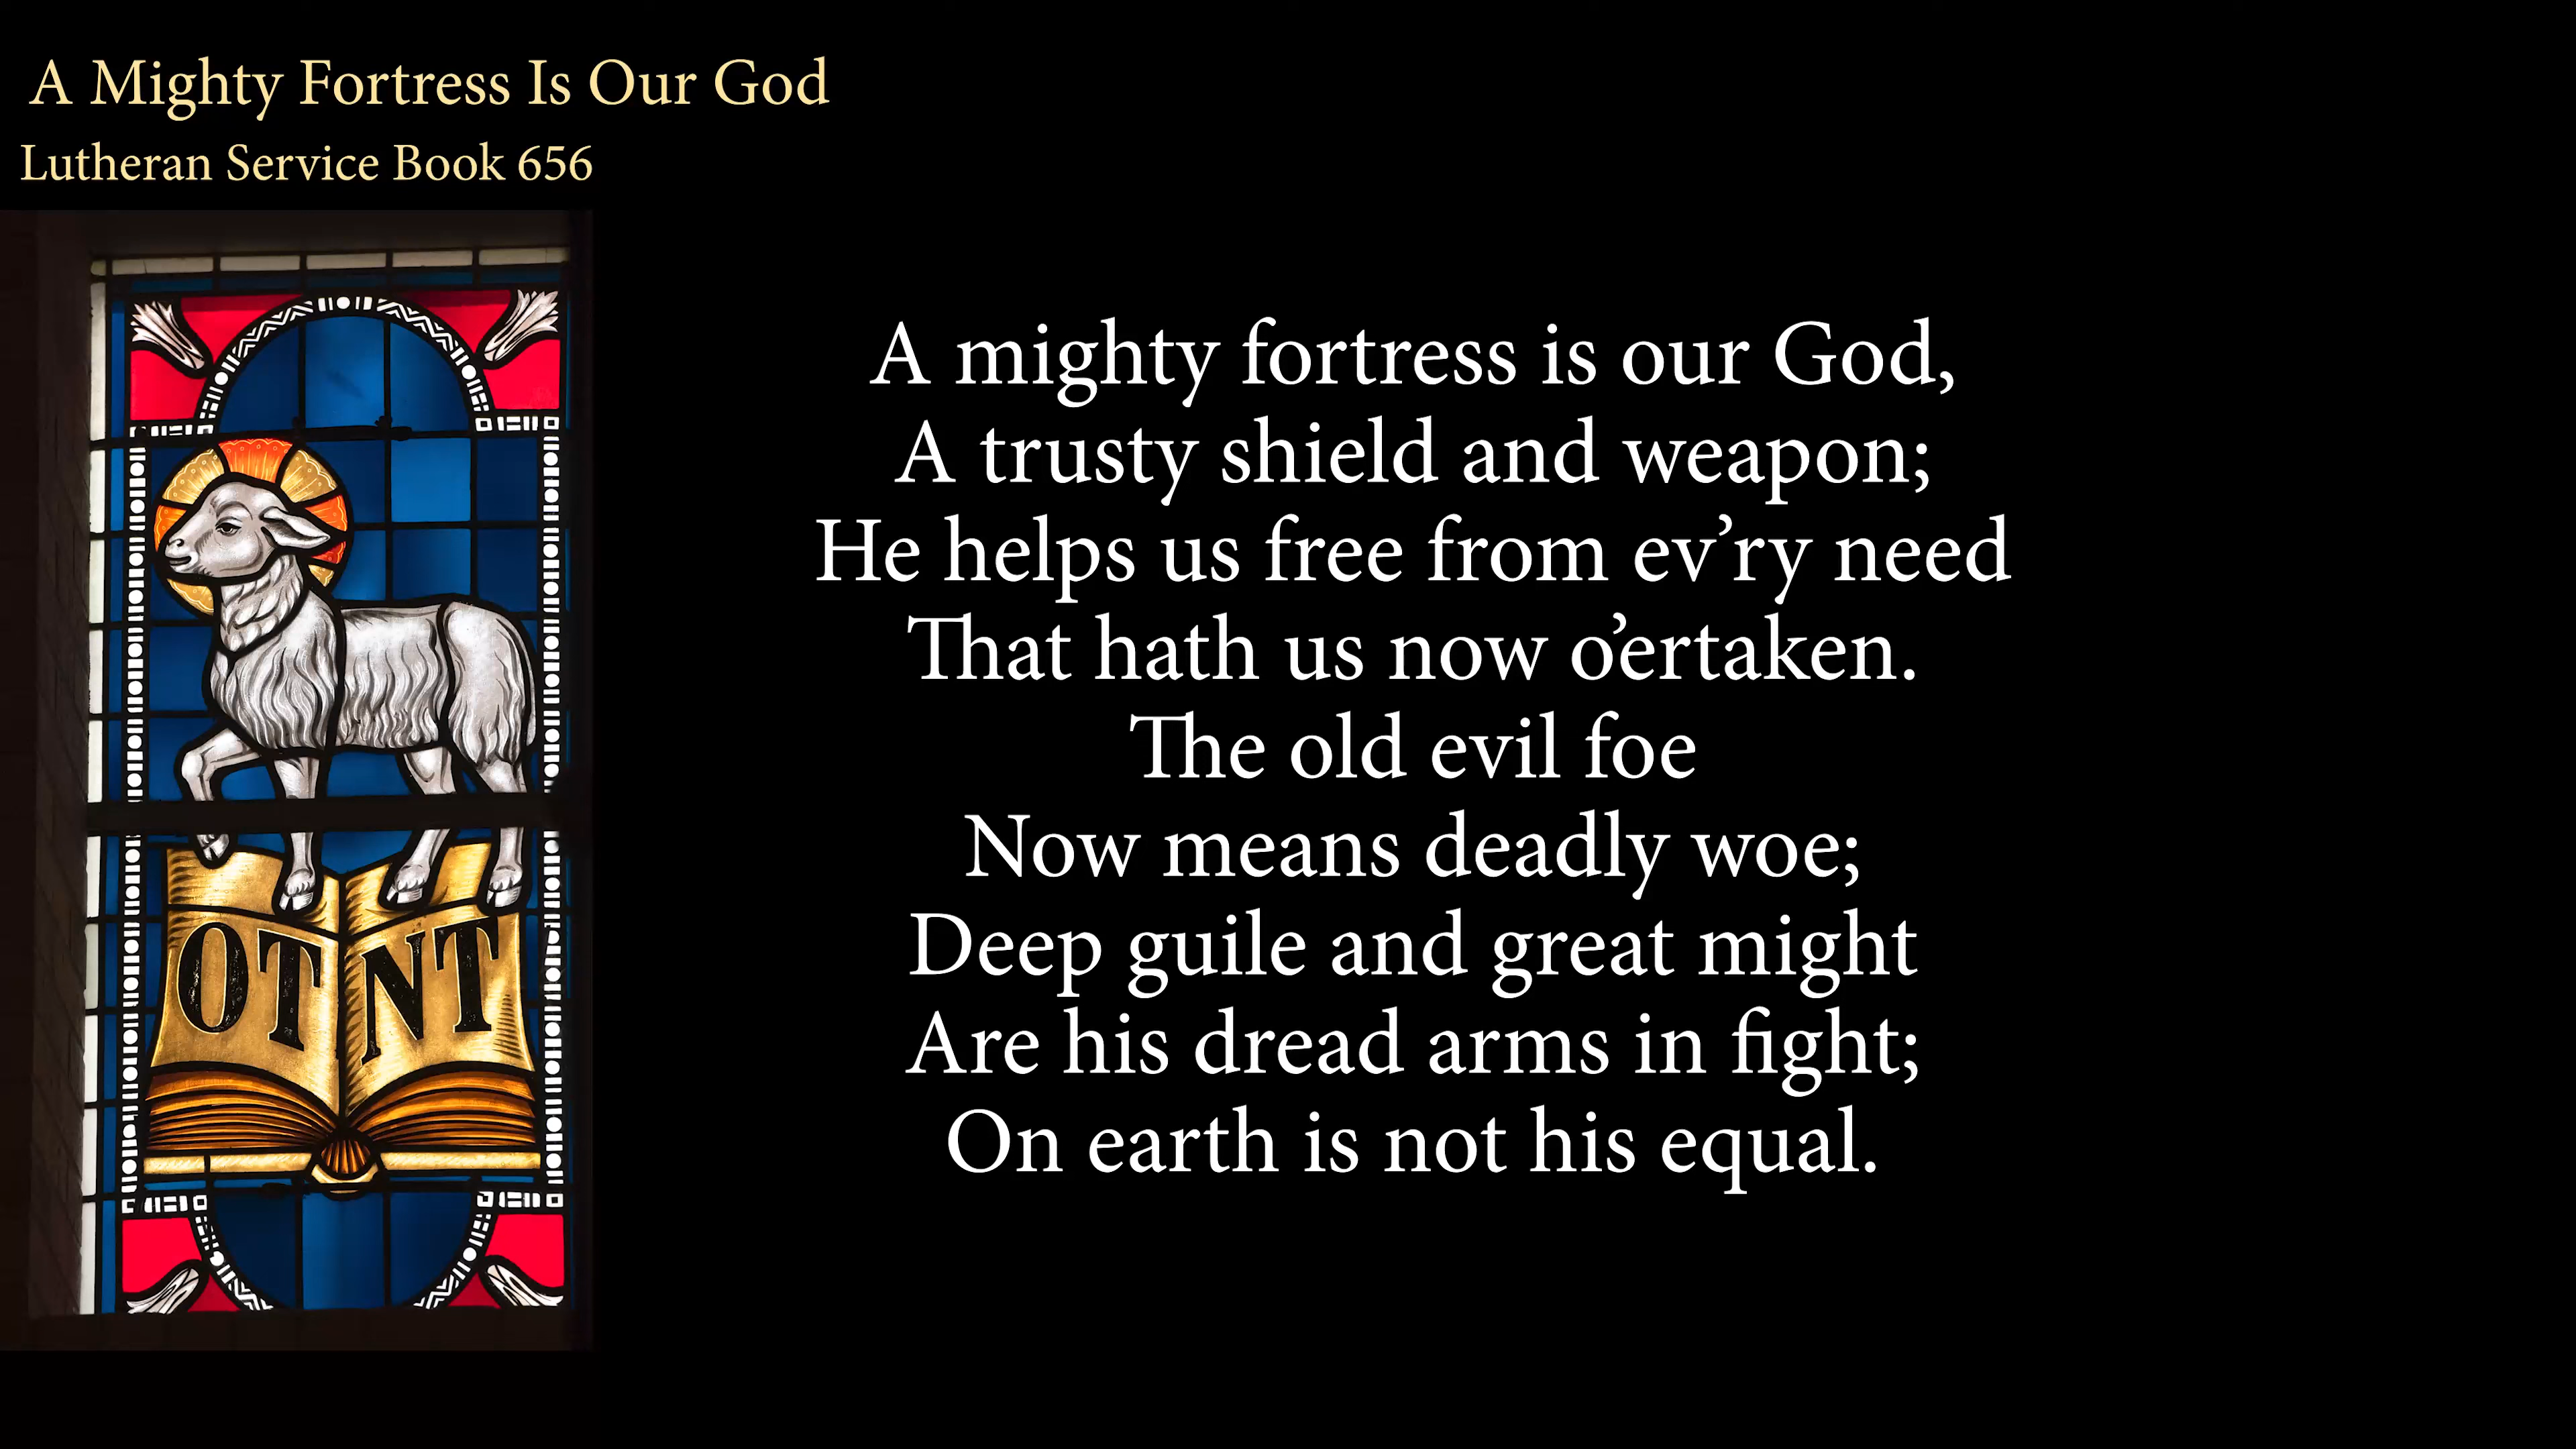 A Mighty Fortress Is Our God
Lutheran Service Book 656
A mighty fortress is our God,
A trusty shield and weapon;
He helps us free from ev’ry need
That hath us now o’ertaken.
The old evil foe
Now means deadly woe;
Deep guile and great might
Are his dread arms in fight;
On earth is not his equal.
OT NT